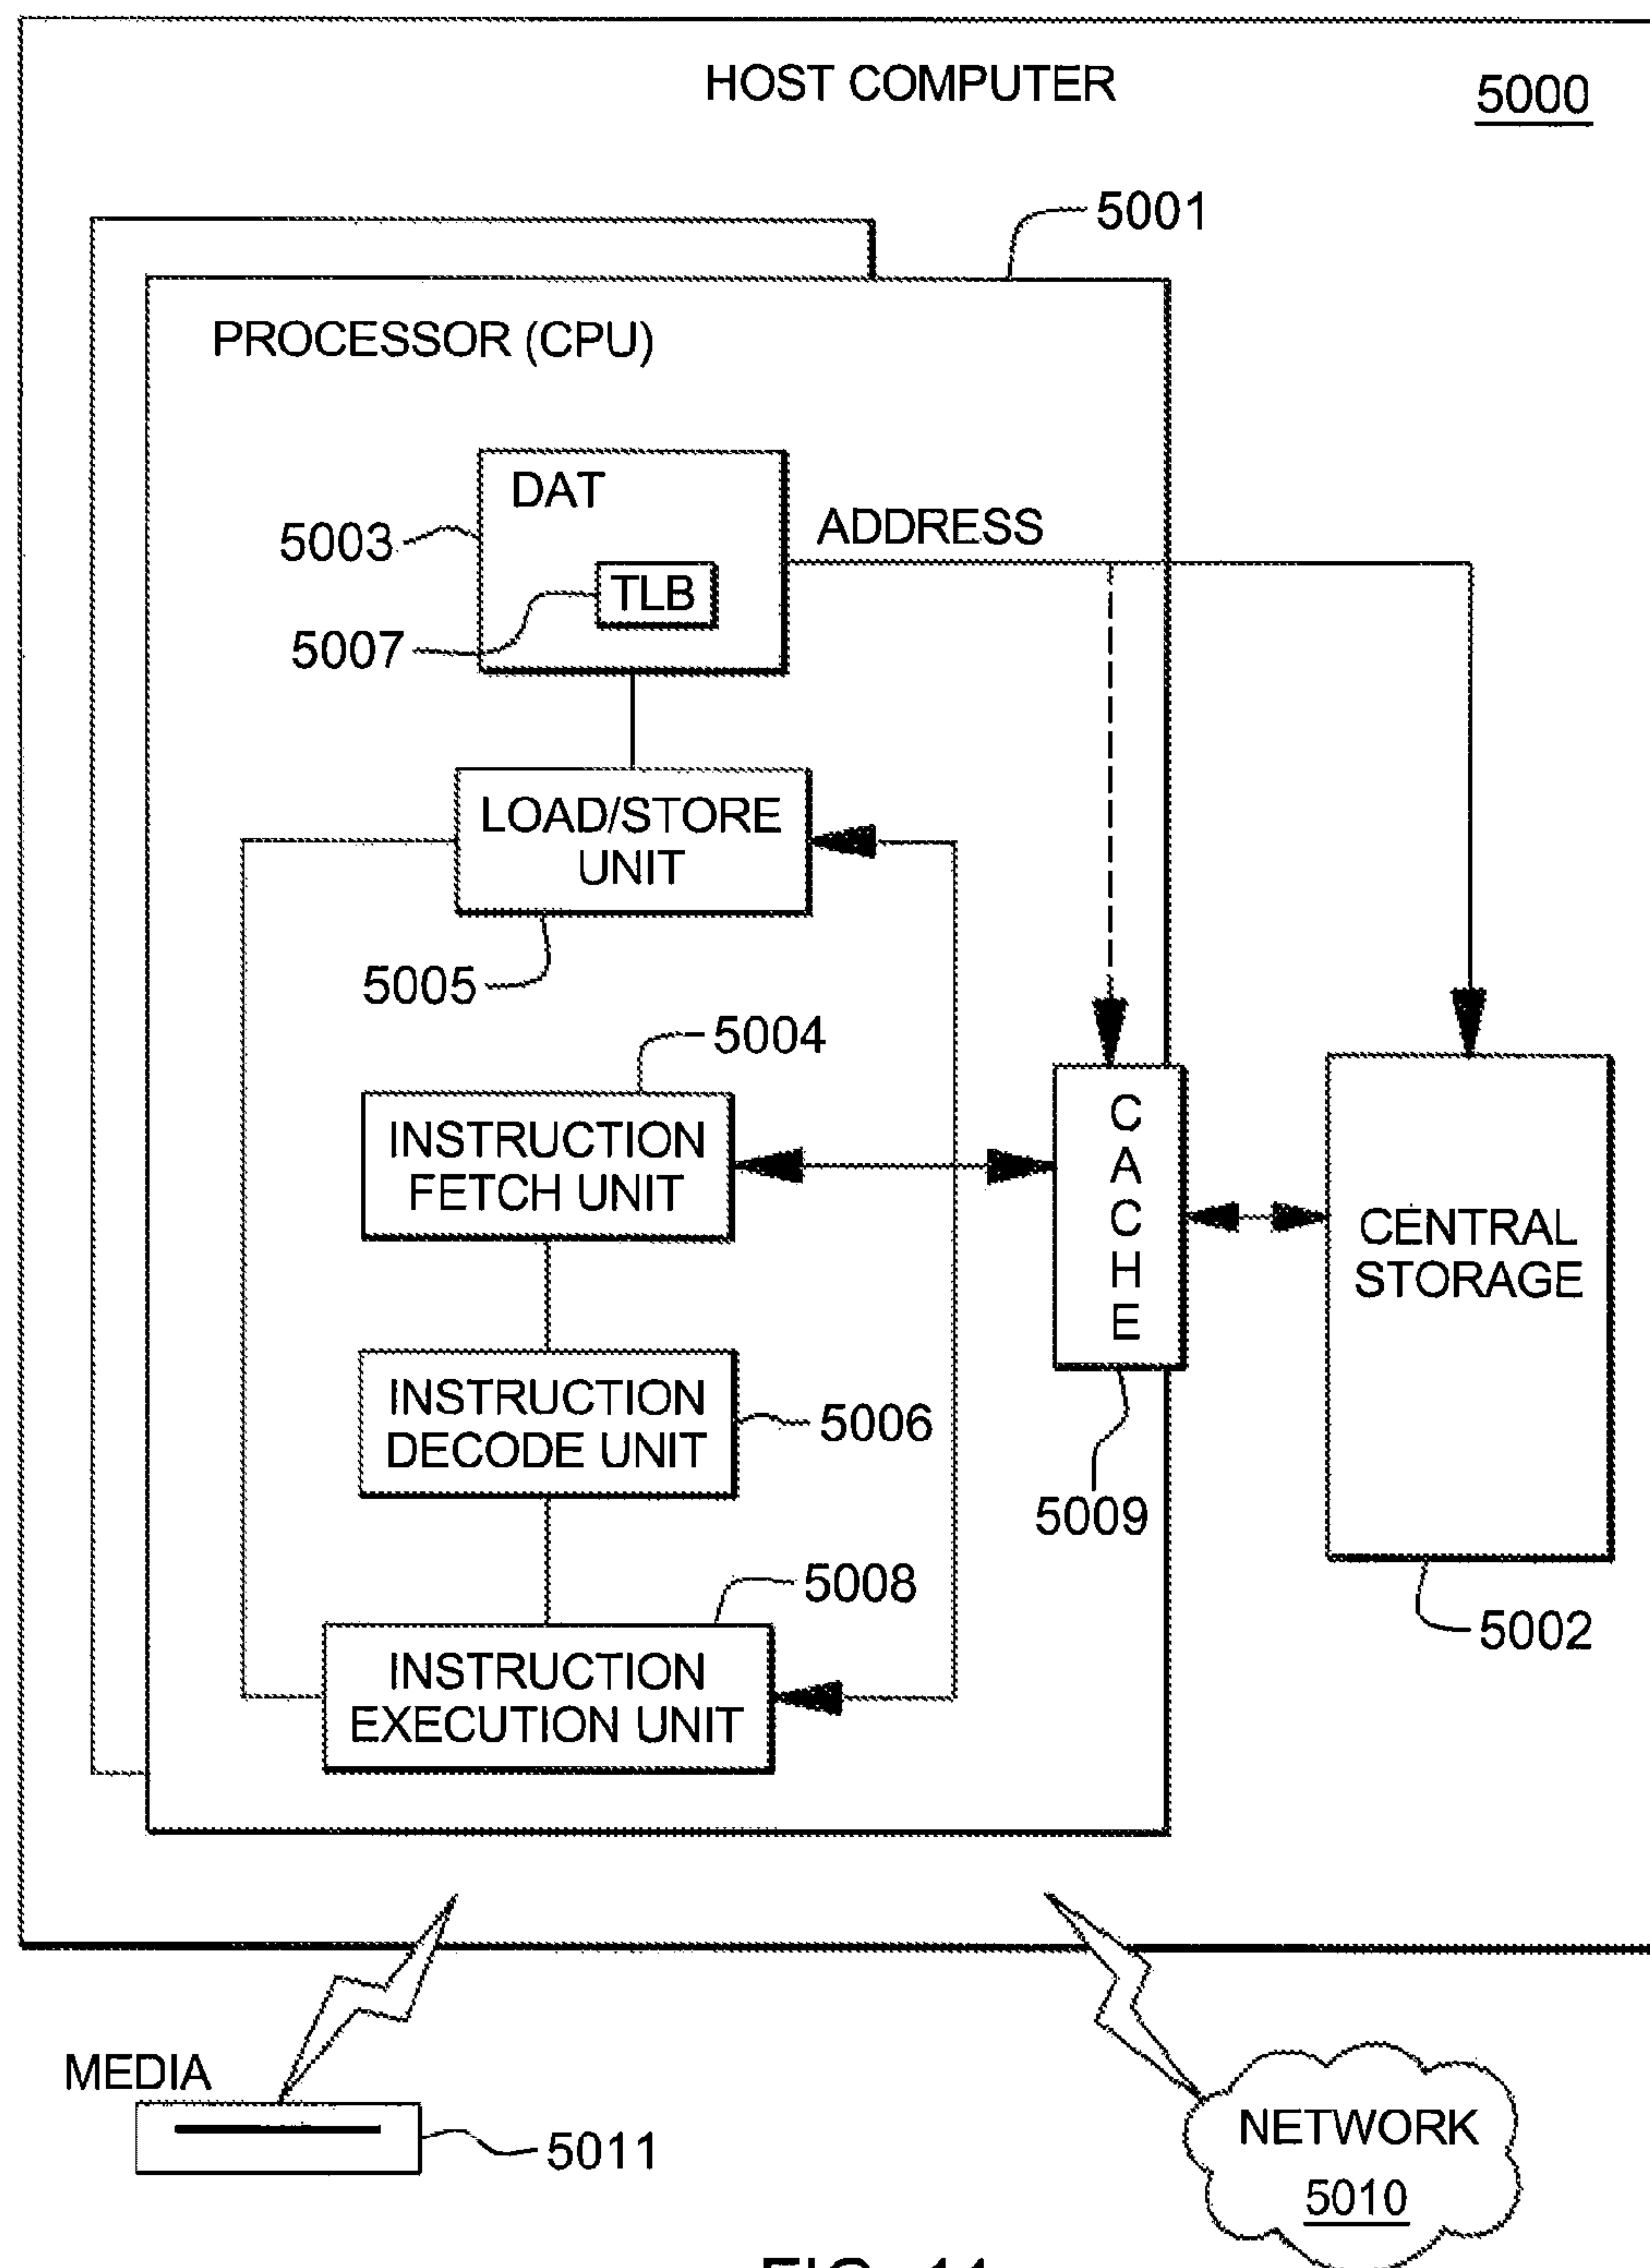 HOST COMPUTER
5000
5001
PROCESSOR (CPU)
DAT
ADDRESS
5003
TLB
5007
LOAD/STORE
UNIT
5005
5004
INSTRUCTION
FETCH UNIT
CACHE
CENTRAL
STORAGE
INSTRUCTION
DECODE UNIT
5006
5009
5008
5002
INSTRUCTION
EXECUTION UNIT
MEDIA
5011
NETWORK
5010